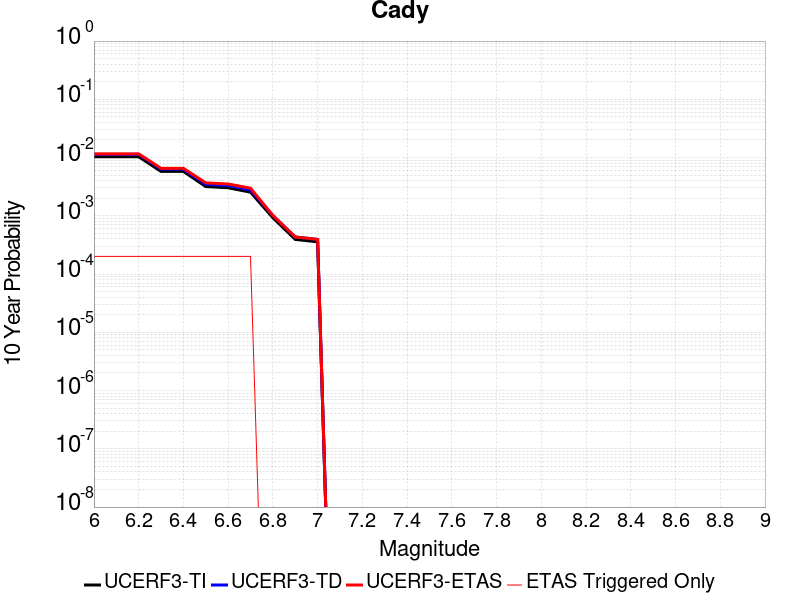 Cady
10 0
10 -1
10 -2
10 -3
10 -4
10 -5
10 -6
10 -7
10 -8
10 Year Probability
6 6.2 6.4 6.6 6.8 7 7.2 7.4 7.6 7.8 8 8.2 8.4 8.6 8.8 9
Magnitude
UCERF3-TI UCERF3-TD UCERF3-ETAS ETAS Triggered Only